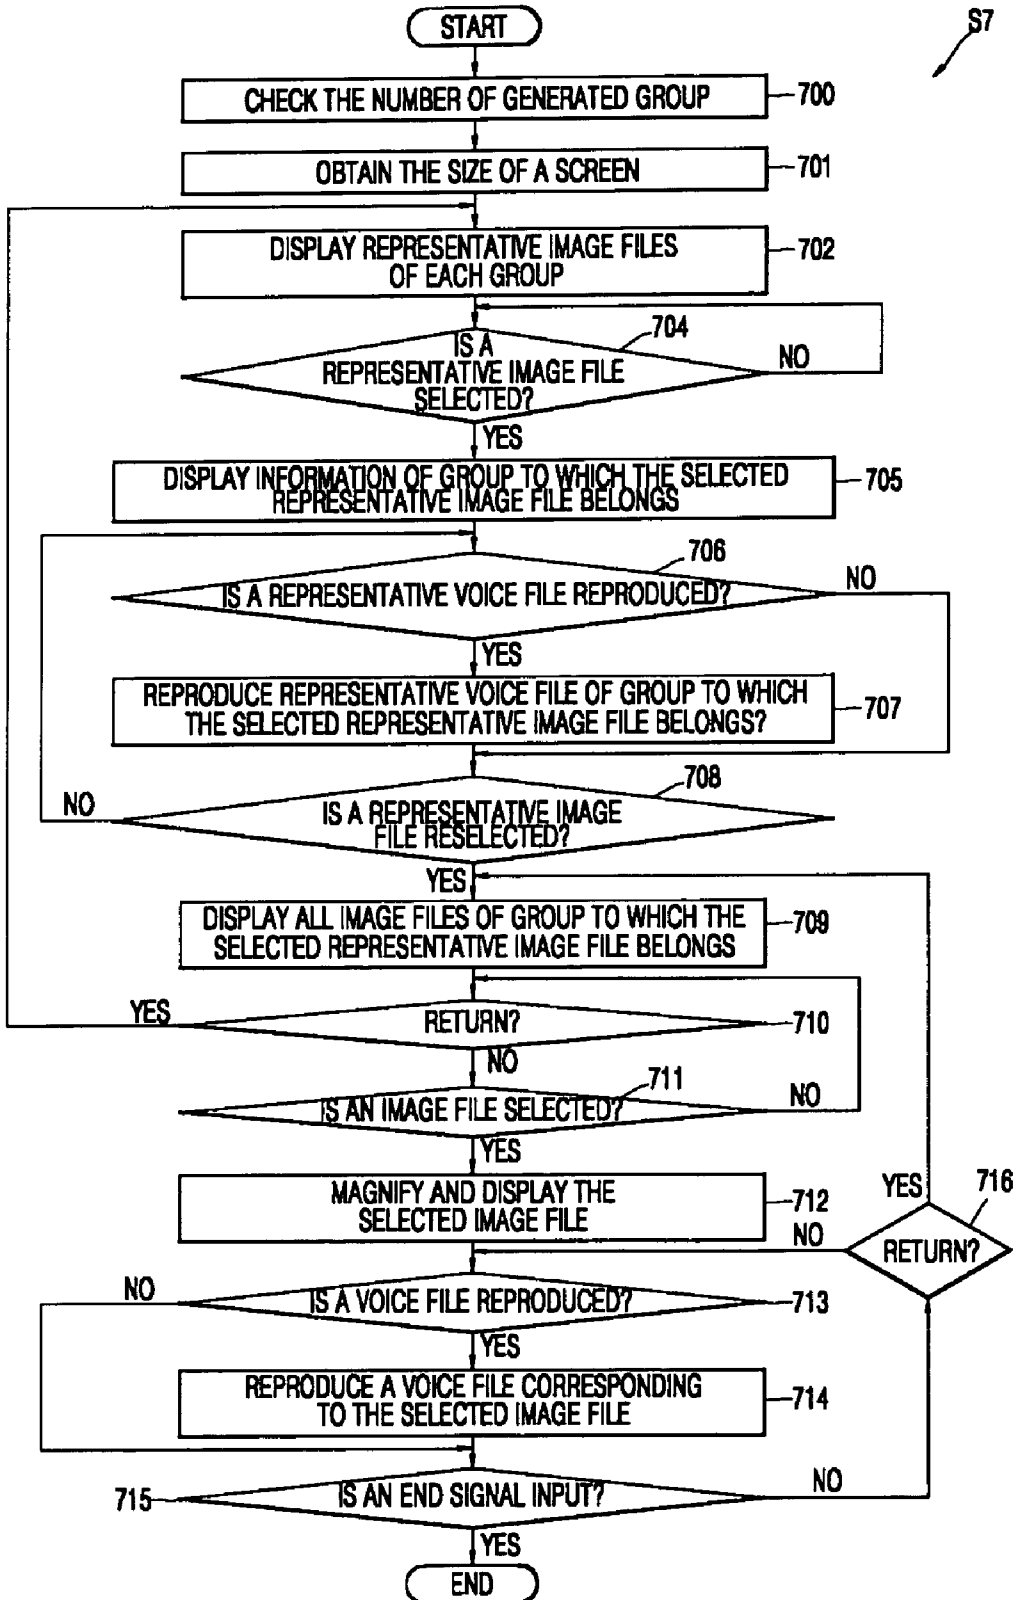 START
S7
CHECK THE NUMBER OF GENERATED GROUP
700
OBTAIN THE SIZE OF A SCREEN
701
DISPLAY REPRESENTATIVE IMAGE FILES
OF EACH GROUP
702
704
IS A
REPRESENTATIVE IMAGE FILE
SELECTED?
NO
YES
DISPLAY INFORMATION OF GROUP TO WHICH THE SELECTED
REPRESENTATIVE IMAGE FILE BELONGS
705
706
IS A REPRESENTATIVE VOICE FILE REPRODUCED?
NO
YES
REPRODUCE REPRESENTATIVE VOICE FILE OF GROUP TO WHICH
THE SELECTED REPRESENTATIVE IMAGE FILE BELONGS?
707
708
NO
IS A REPRESENTATIVE IMAGE
FILE RESELECTED?
YES
DISPLAY ALL IMAGE FILES OF GROUP TO WHICH THE
SELECTED REPRESENTATIVE IMAGE FILE BELONGS
709
YES
RETURN?
710
NO
711
IS AN IMAGE FILE SELECTED?
NO
YES
MAGNIFY AND DISPLAY THE
SELECTED IMAGE FILE
712
YES
716
NO
RETURN?
NO
IS A VOICE FILE REPRODUCED?
713
YES
REPRODUCE A VOICE FILE CORRESPONDING
TO THE SELECTED IMAGE FILE
714
715
IS AN END SIGNAL INPUT?
NO
YES
END